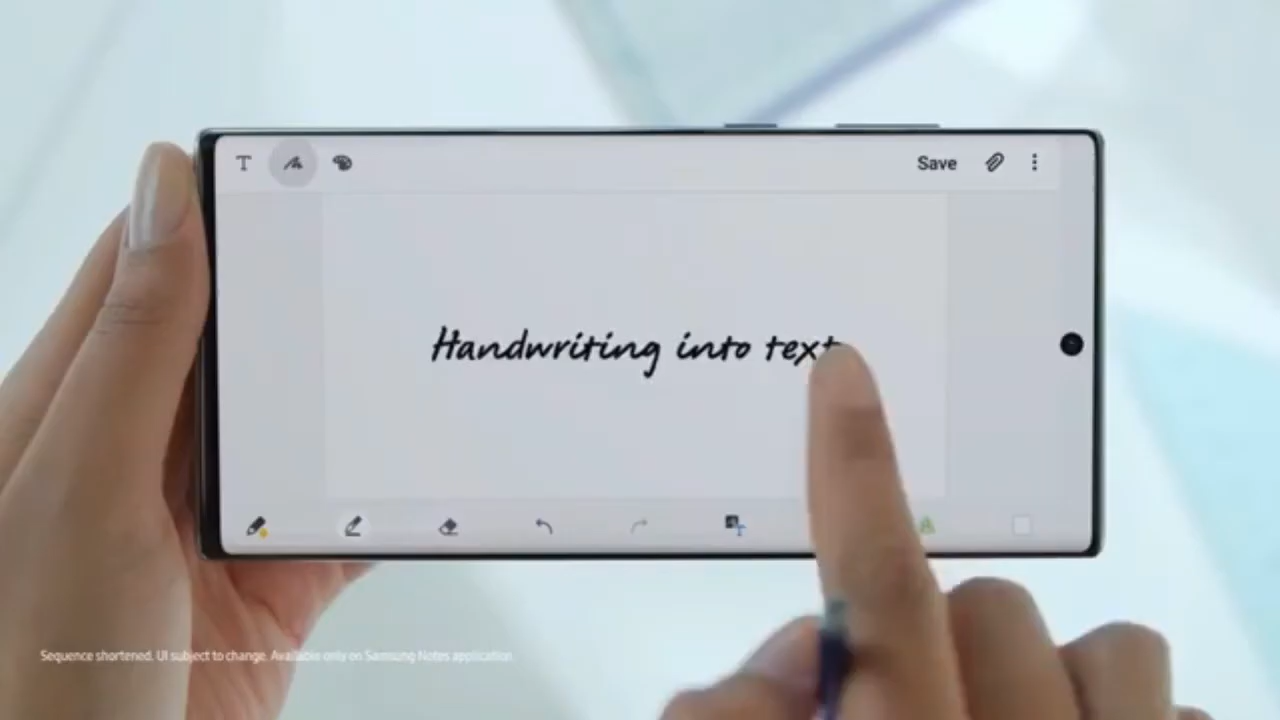 T
Save
Handwriting into text
A
Sequence shortened. UI subject to change. Available only on Samsung Notes application.